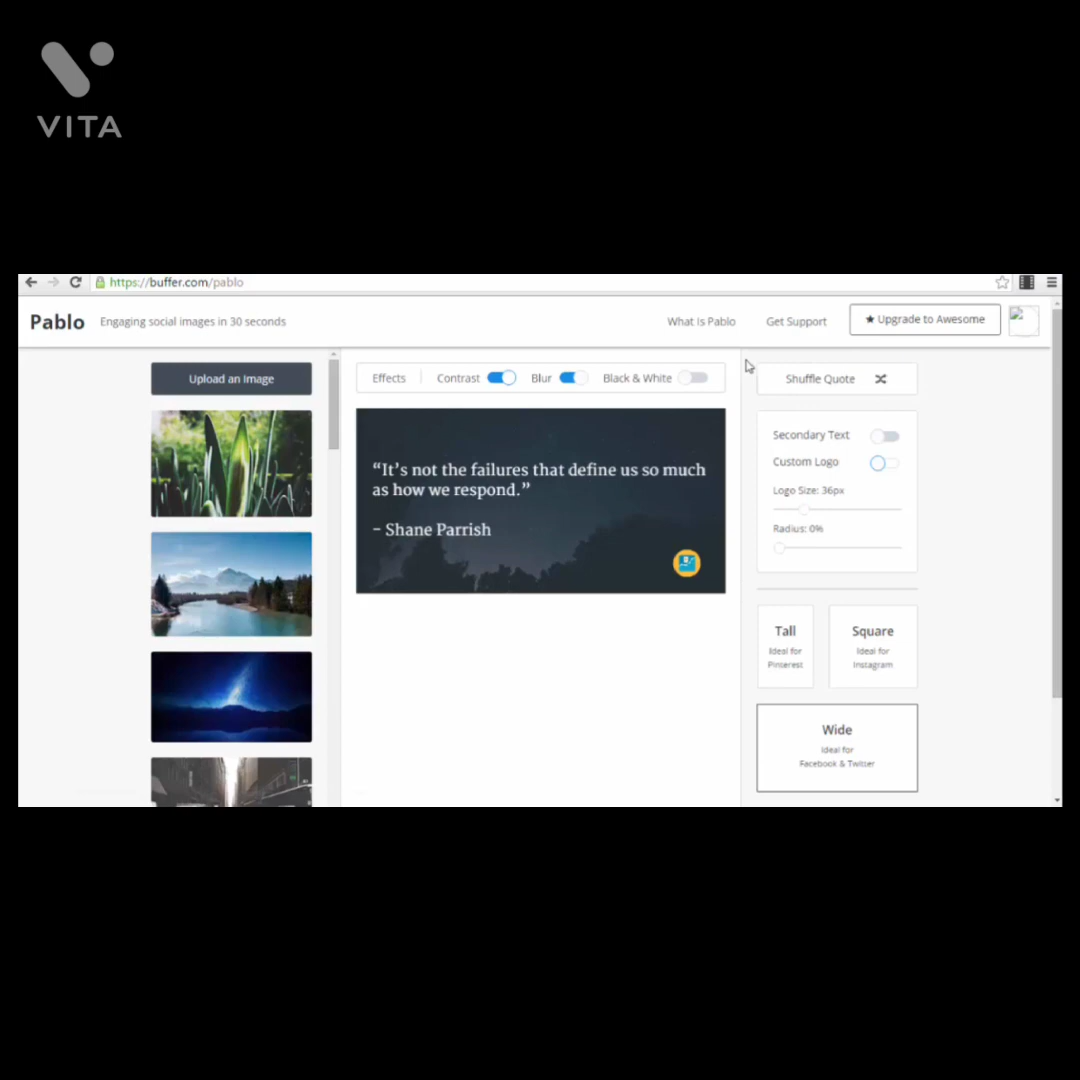 VITA
https://buffer.com/pablo
Pablo
Engaging social images in 30 seconds
What Is Pablo
Get Support
★ Upgrade to Awesome
Upload an Image
Effects
Contrast
Blur
Black & White
“It’s not the failures that define us so much
as how we respond.”
– Shane Parrish
Shuffle Quote
Secondary Text
Custom Logo
Logo Size: 36px
Radius: 0%
Tall
Ideal for
Pinterest
Square
Ideal for
Instagram
Wide
Ideal for
Facebook & Twitter